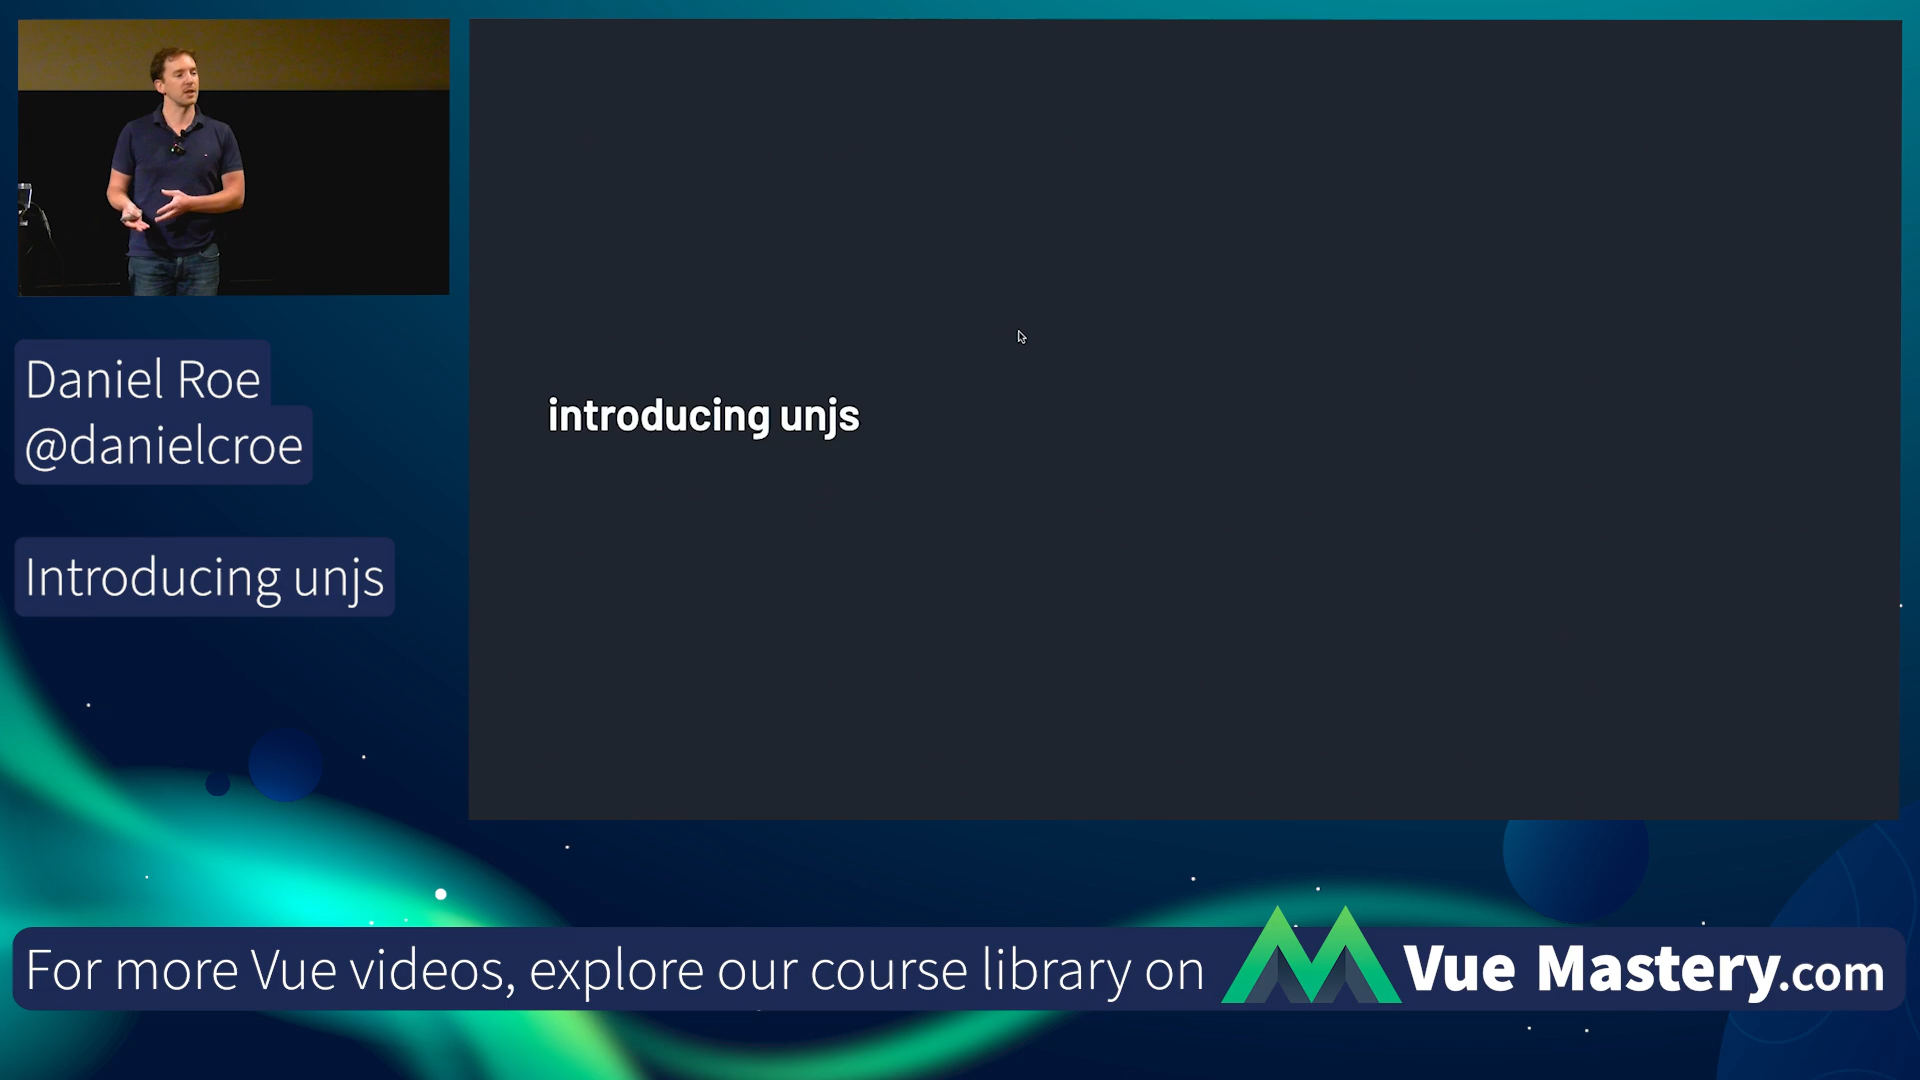 Daniel Roe
@danielcroe
Introducing unjs
introducing unjs
For more Vue videos, explore our course library on Vue Mastery.com